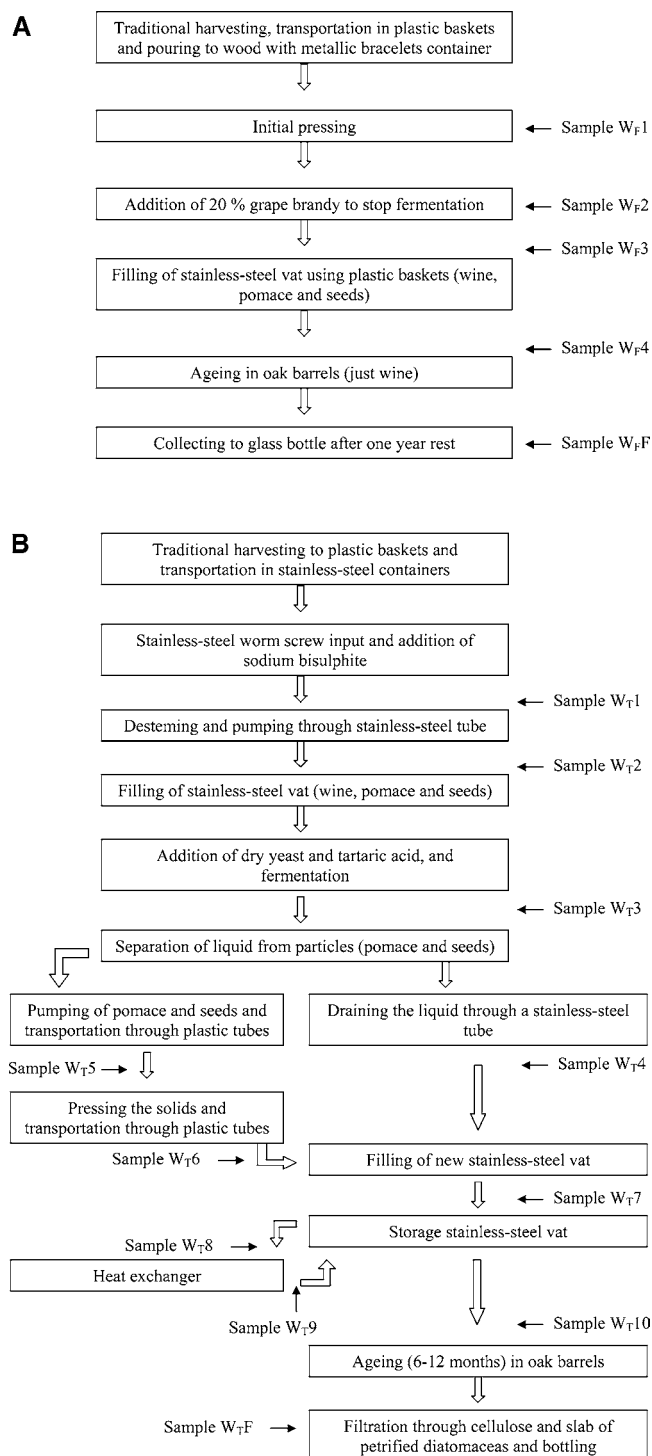 A
Traditional harvesting, transportation in plastic baskets
and pouring to wood with metallic bracelets container
Initial pressing
Sample WF1
Addition of 20 % grape brandy to stop fermentation
Sample WF2
Sample WF3
Filling of stainless-steel vat using plastic baskets (wine,
pomace and seeds)
Sample WF4
Ageing in oak barrels (just wine)
Collecting to glass bottle after one year rest
Sample WFF
B
Traditional harvesting to plastic baskets and
transportation in stainless-steel containers
Stainless-steel worm screw input and addition of
sodium bisulphite
Sample WT1
Desteming and pumping through stainless-steel tube
Sample WT2
Filling of stainless-steel vat (wine, pomace and seeds)
Addition of dry yeast and tartaric acid, and
fermentation
Sample WT3
Separation of liquid from particles (pomace and seeds)
Pumping of pomace and seeds and
transportation through plastic tubes
Draining the liquid through a stainless-steel
tube
Sample WT5
Sample WT4
Pressing the solids and
transportation through plastic tubes
Sample WT6
Filling of new stainless-steel vat
Sample WT7
Storage stainless-steel vat
Sample WT8
Heat exchanger
Sample WT9
Sample WT10
Ageing (6-12 months) in oak barrels
Sample WTF
Filtration through cellulose and slab of
petrified diatomaceas and bottling